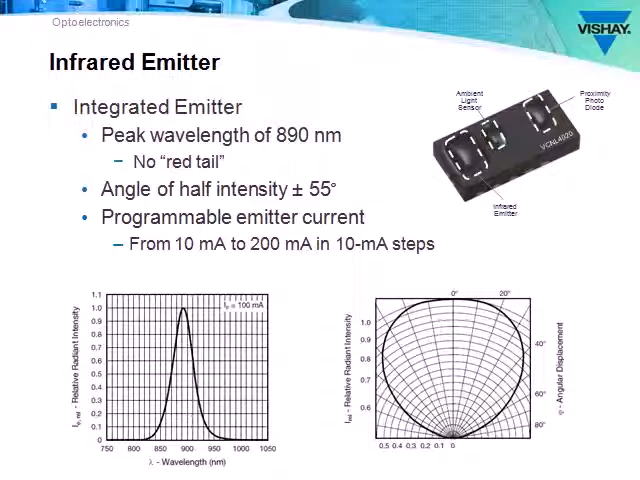 Optoelectronics
VISHAY.
Infrared Emitter
Integrated Emitter
Peak wavelength of 890 nm
No “red tail”
Angle of half intensity ± 55°
Programmable emitter current
From 10 mA to 200 mA in 10-mA steps
Ambient
Light
Sensor
Proximity
Photo
Diode
VCNL4020
Infrared
Emitter
I_F = 100 mA
I_e, rel - Relative Radiant Intensity
1.1
1.0
0.9
0.8
0.7
0.6
0.5
0.4
0.3
0.2
0.1
0
750 800 850 900 950 1000 1050
λ - Wavelength (nm)
0° 20°
40°
60°
80°
I_rel - Relative Radiant Intensity
1.0
0.9
0.8
0.7
0.6
φ - Angular Displacement
0.5 0.4 0.3 0.2 0.1 0